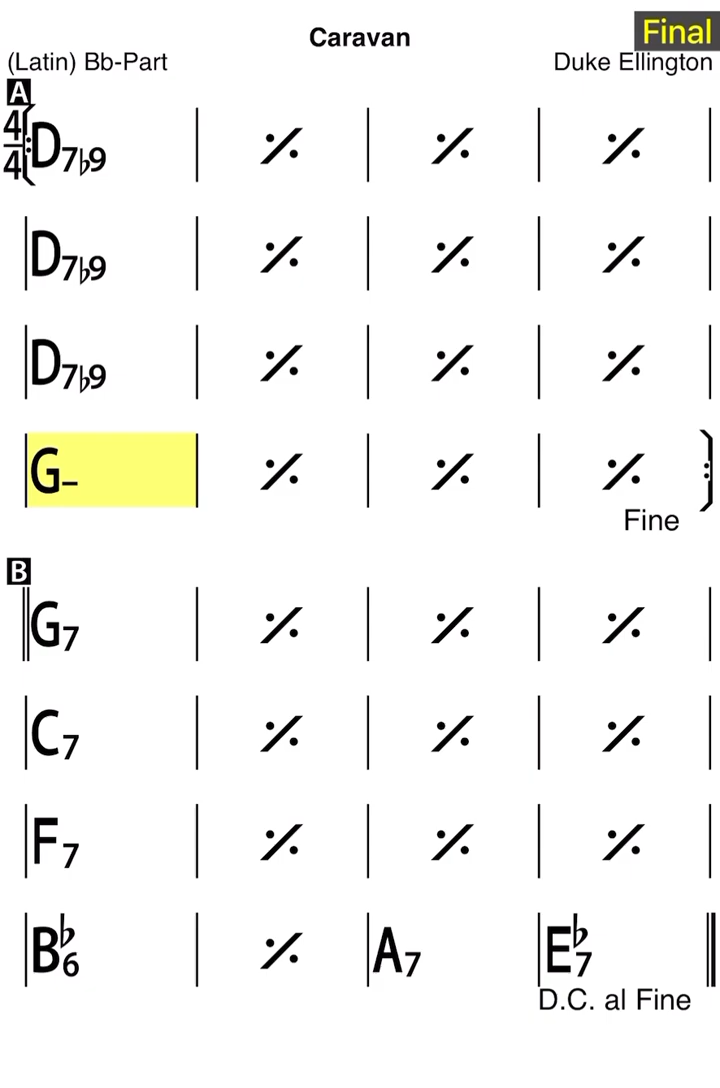 Caravan
Final
(Latin) Bb-Part
Duke Ellington
A
4/4 D7♭9 | 𝄎 | 𝄎 | 𝄎 |
D7♭9 | 𝄎 | 𝄎 | 𝄎 |
D7♭9 | 𝄎 | 𝄎 | 𝄎 |
G– | 𝄎 | 𝄎 | 𝄎
Fine
B
G7 | 𝄎 | 𝄎 | 𝄎 |
C7 | 𝄎 | 𝄎 | 𝄎 |
F7 | 𝄎 | 𝄎 | 𝄎 |
B♭6 | 𝄎 | A7 | E♭7
D.C. al Fine